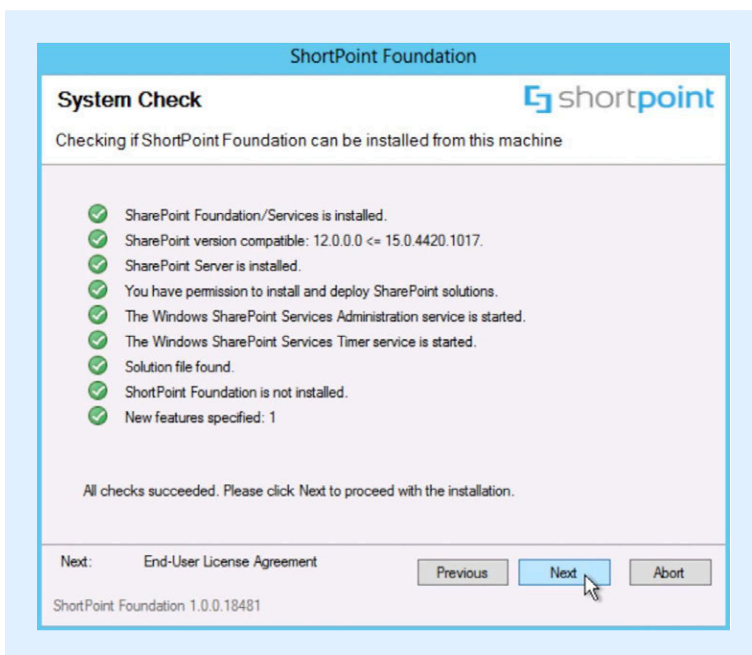 ShortPoint Foundation
System Check
shortpoint
Checking if ShortPoint Foundation can be installed from this machine
SharePoint Foundation/Services is installed.
SharePoint version compatible: 12.0.0.0 <= 15.0.4420.1017.
SharePoint Server is installed.
You have permission to install and deploy SharePoint solutions.
The Windows SharePoint Services Administration service is started.
The Windows SharePoint Services Timer service is started.
Solution file found.
ShortPoint Foundation is not installed.
New features specified: 1
All checks succeeded. Please click Next to proceed with the installation.
Next: End-User License Agreement
Previous Next Abort
ShortPoint Foundation 1.0.0.18481